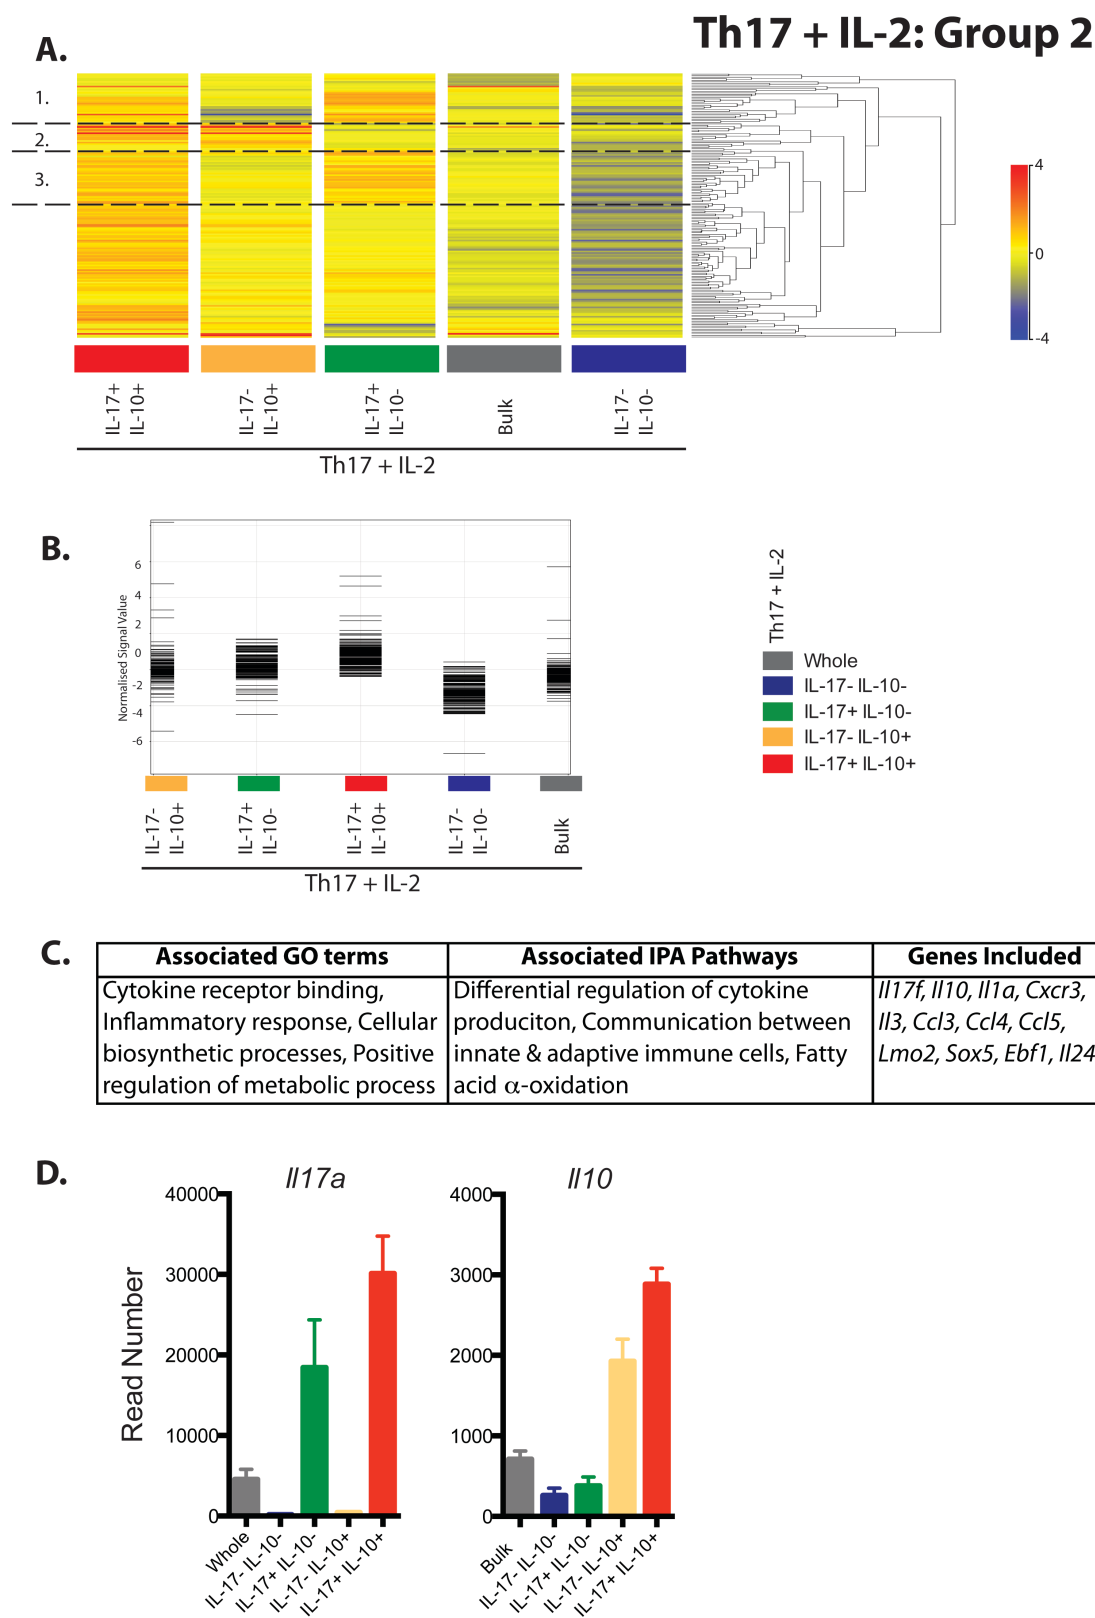 Th17 + IL-2: Group 2
A.
1.
2.
3.
4
0
-4
IL-17+
IL-10+
IL-17-
IL-10+
IL-17+
IL-10-
Bulk
IL-17-
IL-10-
Th17 + IL-2
B.
Normalised Signal Value
6
4
2
0
-2
-4
-6
IL-17-
IL-10+
IL-17+
IL-10-
IL-17+
IL-10+
IL-17-
IL-10-
Bulk
Th17 + IL-2
Th17 + IL-2
Whole
IL-17- IL-10-
IL-17+ IL-10-
IL-17- IL-10+
IL-17+ IL-10+
C.
Associated GO terms
Cytokine receptor binding,
Inflammatory response, Cellular
biosynthetic processes, Positive
regulation of metabolic process
Associated IPA Pathways
Differential regulation of cytokine
produciton, Communication between
innate & adaptive immune cells, Fatty
acid α-oxidation
Genes Included
Il17f, Il10, Il1a, Cxcr3,
Il3, Ccl3, Ccl4, Ccl5,
Lmo2, Sox5, Ebf1, Il24
D.
Il17a
Read Number
40000
30000
20000
10000
0
Whole
IL-17- IL-10-
IL-17+ IL-10-
IL-17- IL-10+
IL-17+ IL-10+
Il10
4000
3000
2000
1000
0
Bulk
IL-17- IL-10-
IL-17+ IL-10-
IL-17- IL-10+
IL-17+ IL-10+